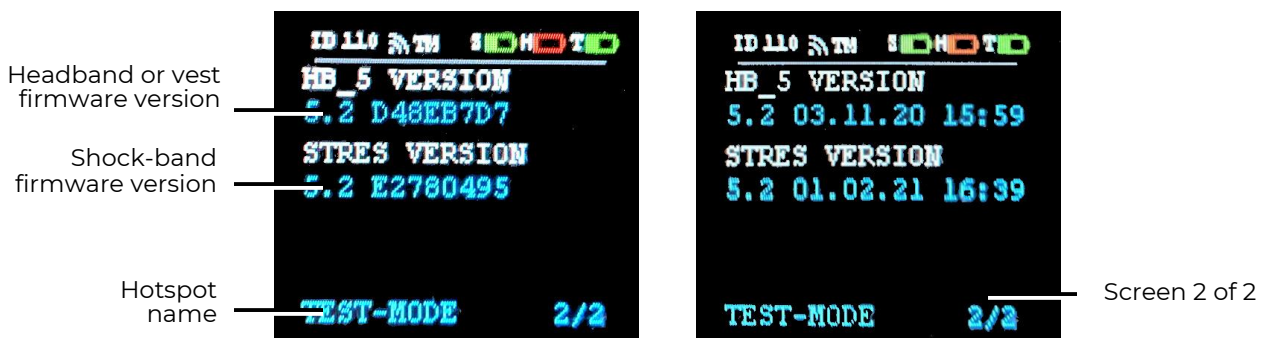 Headband or vest
firmware version
Shock-band
firmware version
Hotspot
name
ID 110 TM S H T
HB_5 VERSION
5.2 D48EB7D7
STRES VERSION
5.2 E2780495
TEST-MODE 2/2
ID 110 TM S H T
HB_5 VERSION
5.2 03.11.20 15:59
STRES VERSION
5.2 01.02.21 16:39
TEST-MODE 2/2
Screen 2 of 2